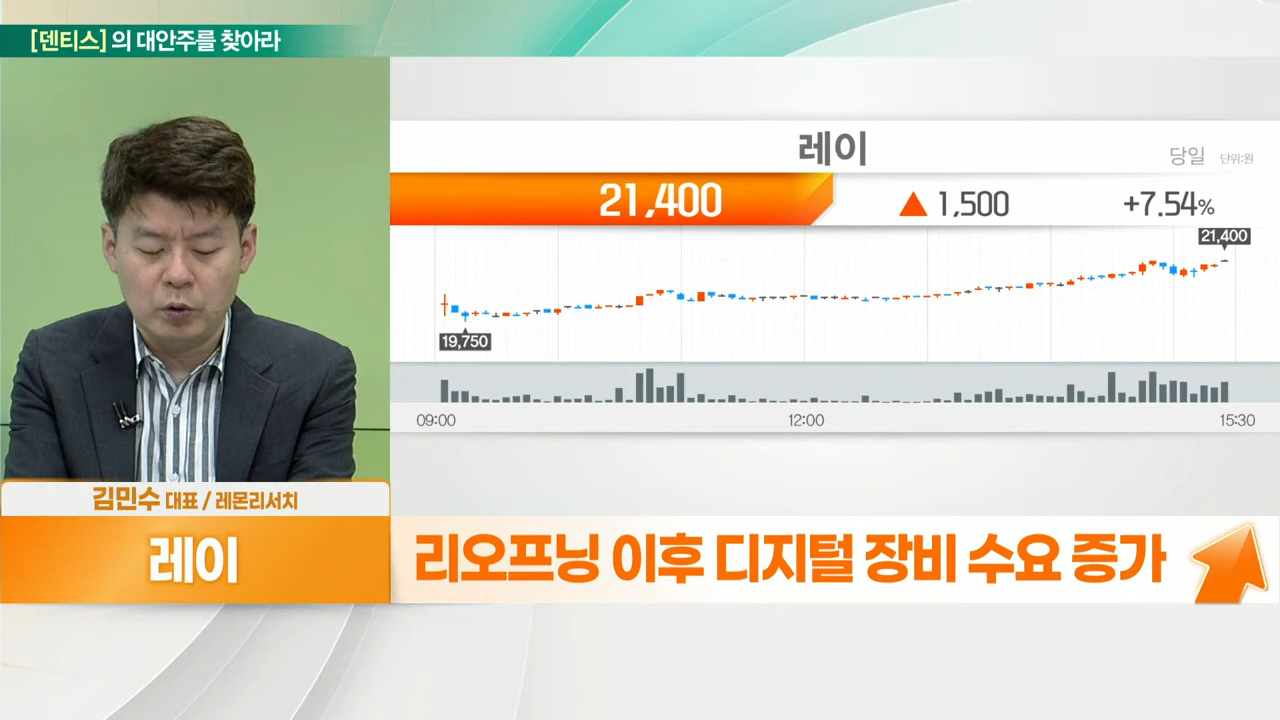 [덴티스]의 대안주를 찾아라
레이
당일 단위:원
21,400 ▲ 1,500 +7.54%
21,400
19,750
09:00 12:00 15:30
김민수 대표 / 레몬리서치
레이
리오프닝 이후 디지털 장비 수요 증가